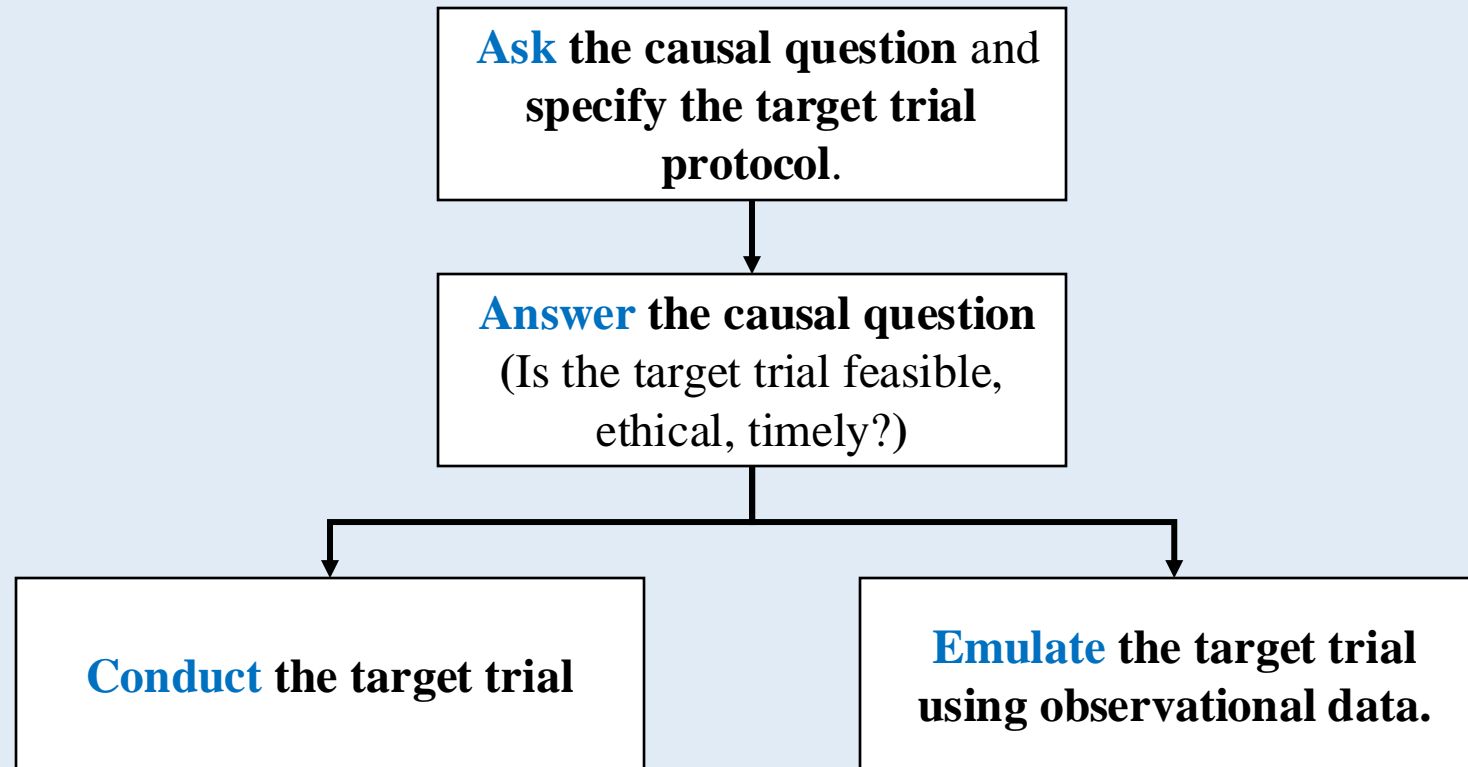 Ask the causal question and
specify the target trial
protocol.
Answer the causal question
(Is the target trial feasible,
ethical, timely?)
Conduct the target trial
Emulate the target trial
using observational data.